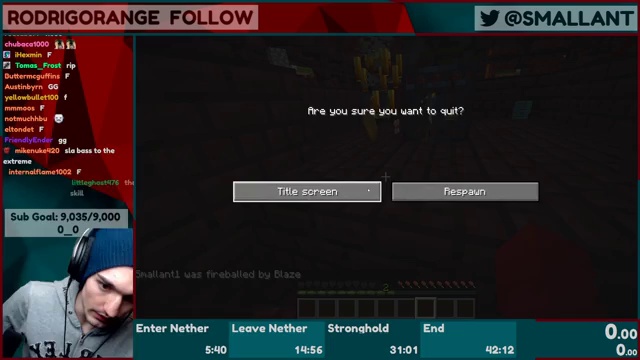 RODRIGORANGE FOLLOW
@SMALLANT
chubaca1000
iHexmin F
Tomas_Frost rip
Buttermcguffins F
Austinbyrn GG
yellowbullet100 f
mmmoos F
notmuchhbu
eltondet F
FriendlyEnder gg
mikenuke420 sla bass to the
extreme
internalflame1002 F
littleghost476 the
skill
Sub Goal: 9,035/9,000
0_0
Are you sure you want to quit?
Title screen
Respawn
Smallant1 was fireballed by Blaze
2
Enter Nether
5:40
Leave Nether
14:56
Stronghold
31:01
End
42:12
0.00
0.00